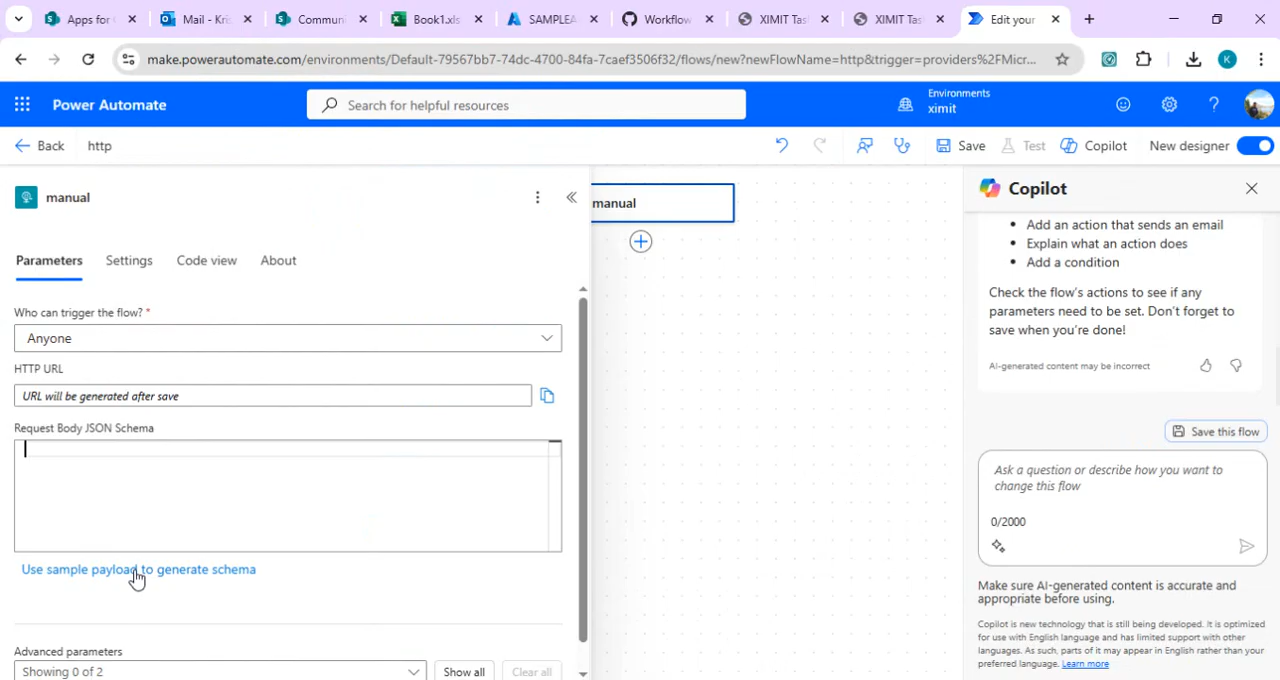 Apps for
Mail - Kri
Communi
Book1.xls
SAMPLEA
Workflow
XIMIT Tas
XIMIT Tas
Edit your
make.powerautomate.com/environments/Default-79567bb7-74dc-4700-84fa-7caef3506f32/flows/new?newFlowName=http&trigger=providers%2FMicr...
K
Power Automate
Search for helpful resources
Environments
ximit
Back
http
Save
Test
Copilot
New designer
manual
Parameters
Settings
Code view
About
Who can trigger the flow? *
Anyone
HTTP URL
URL will be generated after save
Request Body JSON Schema
Use sample payload to generate schema
Advanced parameters
Showing 0 of 2
Show all
Clear all
manual
Copilot
• Add an action that sends an email
• Explain what an action does
• Add a condition
Check the flow's actions to see if any
parameters need to be set. Don't forget to
save when you're done!
AI-generated content may be incorrect
Save this flow
Ask a question or describe how you want to
change this flow
0/2000
Make sure AI-generated content is accurate and
appropriate before using.
Copilot is new technology that is still being developed. It is optimized
for use with English language and has limited support with other
languages. As such, parts of it may appear in English rather than your
preferred language. Learn more